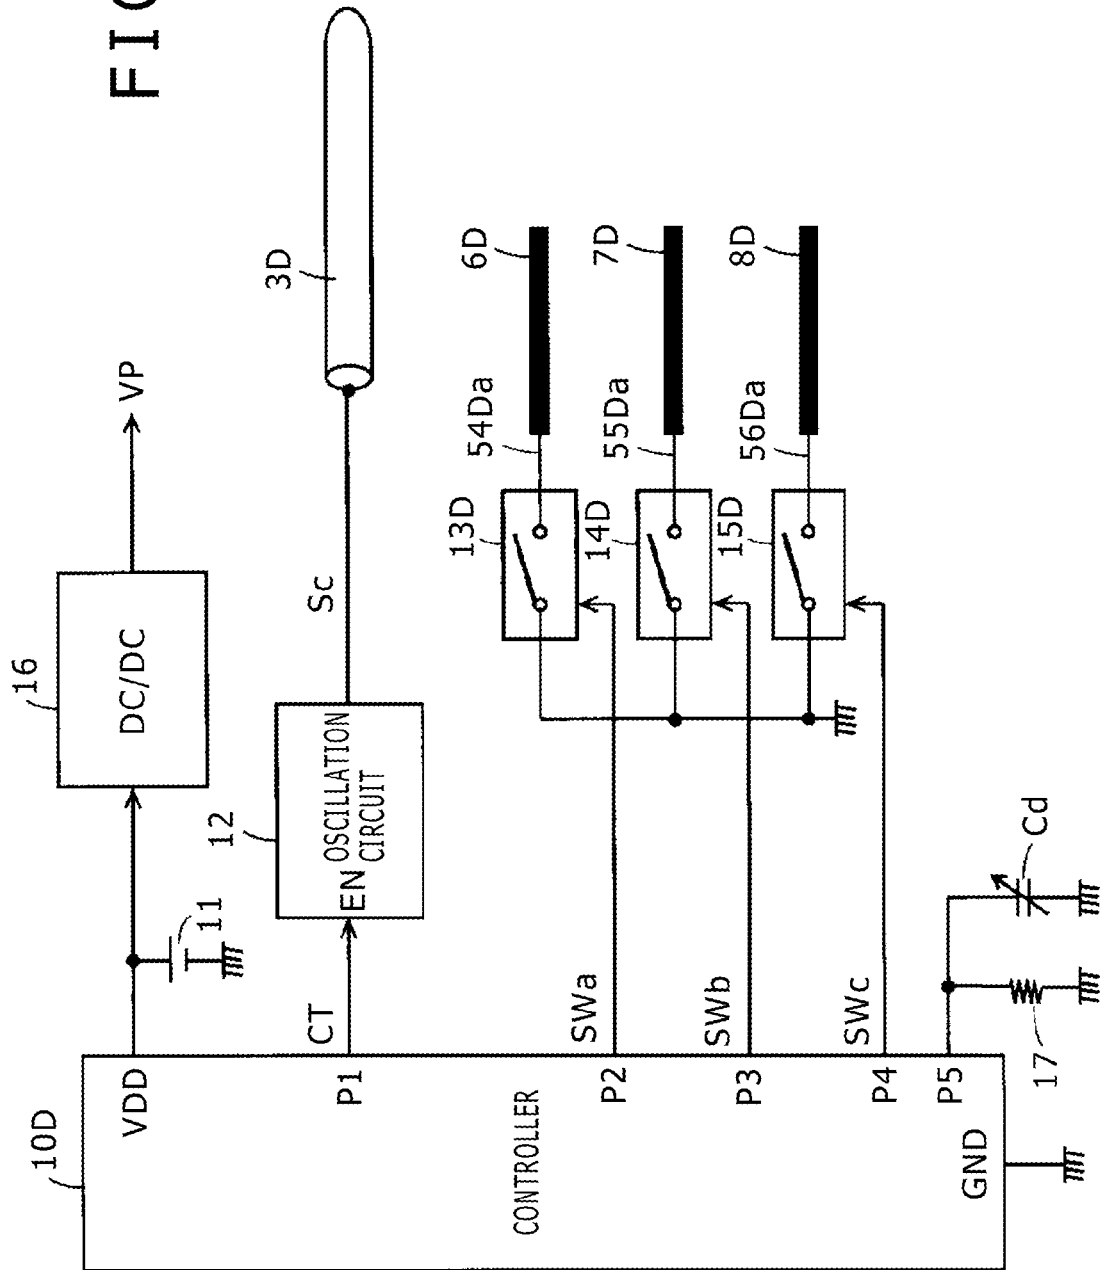 FIG
10D
CONTROLLER
VDD
P1
P2
P3
P4
P5
GND
11
16
DC/DC
VP
CT
12
EN
OSCILLATION
CIRCUIT
Sc
3D
SWa
SWb
SWc
13D
14D
15D
54Da
55Da
56Da
6D
7D
8D
17
Cd